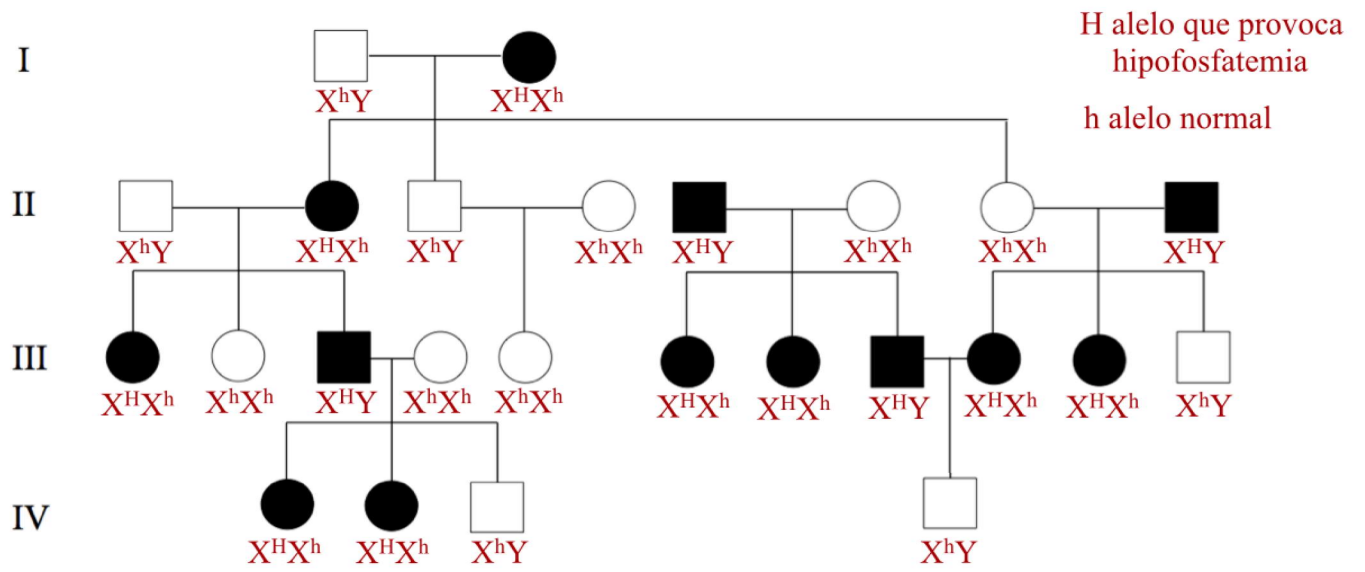 I
H alelo que provoca
hipofosfatemia
XʰY XᴴXʰ
h alelo normal
II
XʰY XᴴXʰ XʰY XʰXʰ XᴴY XʰXʰ XʰXʰ XᴴY
III
XᴴXʰ XʰXʰ XᴴY XʰXʰ XʰXʰ XᴴXʰ XᴴXʰ XᴴY XᴴXʰ XᴴXʰ XʰY
IV
XᴴXʰ XᴴXʰ XʰY XʰY